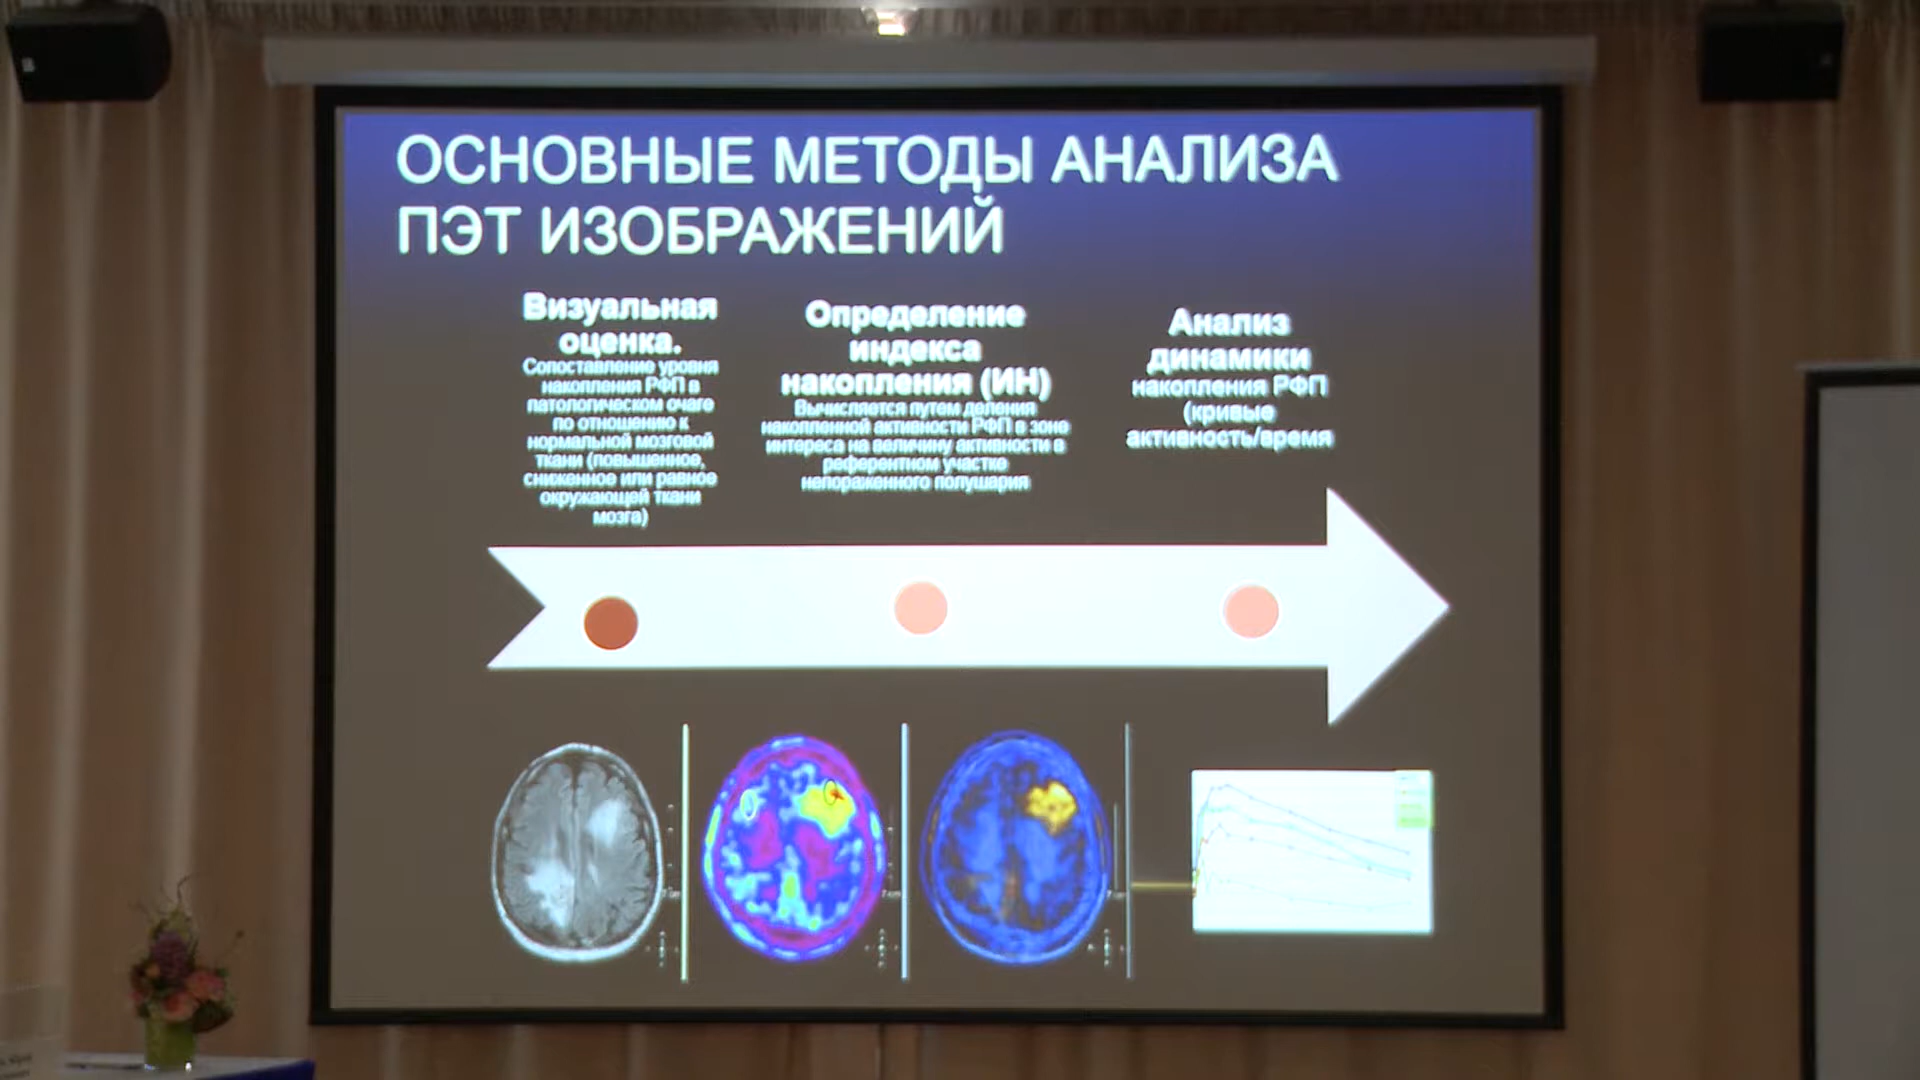 ОСНОВНЫЕ МЕТОДЫ АНАЛИЗА
ПЭТ ИЗОБРАЖЕНИЙ
Визуальная
оценка.
Сопоставление уровня
накопления РФП в
патологическом очаге
по отношению к
нормальной мозговой
ткани (повышенное,
сниженное или равное
окружающей ткани
мозга)
Определение
индекса
накопления (ИН)
Вычисляется путем деления
накопленной активности РФП в зоне
интереса на величину активности в
референтном участке
непораженного полушария
Анализ
динамики
накопления РФП
(кривые
активность/время